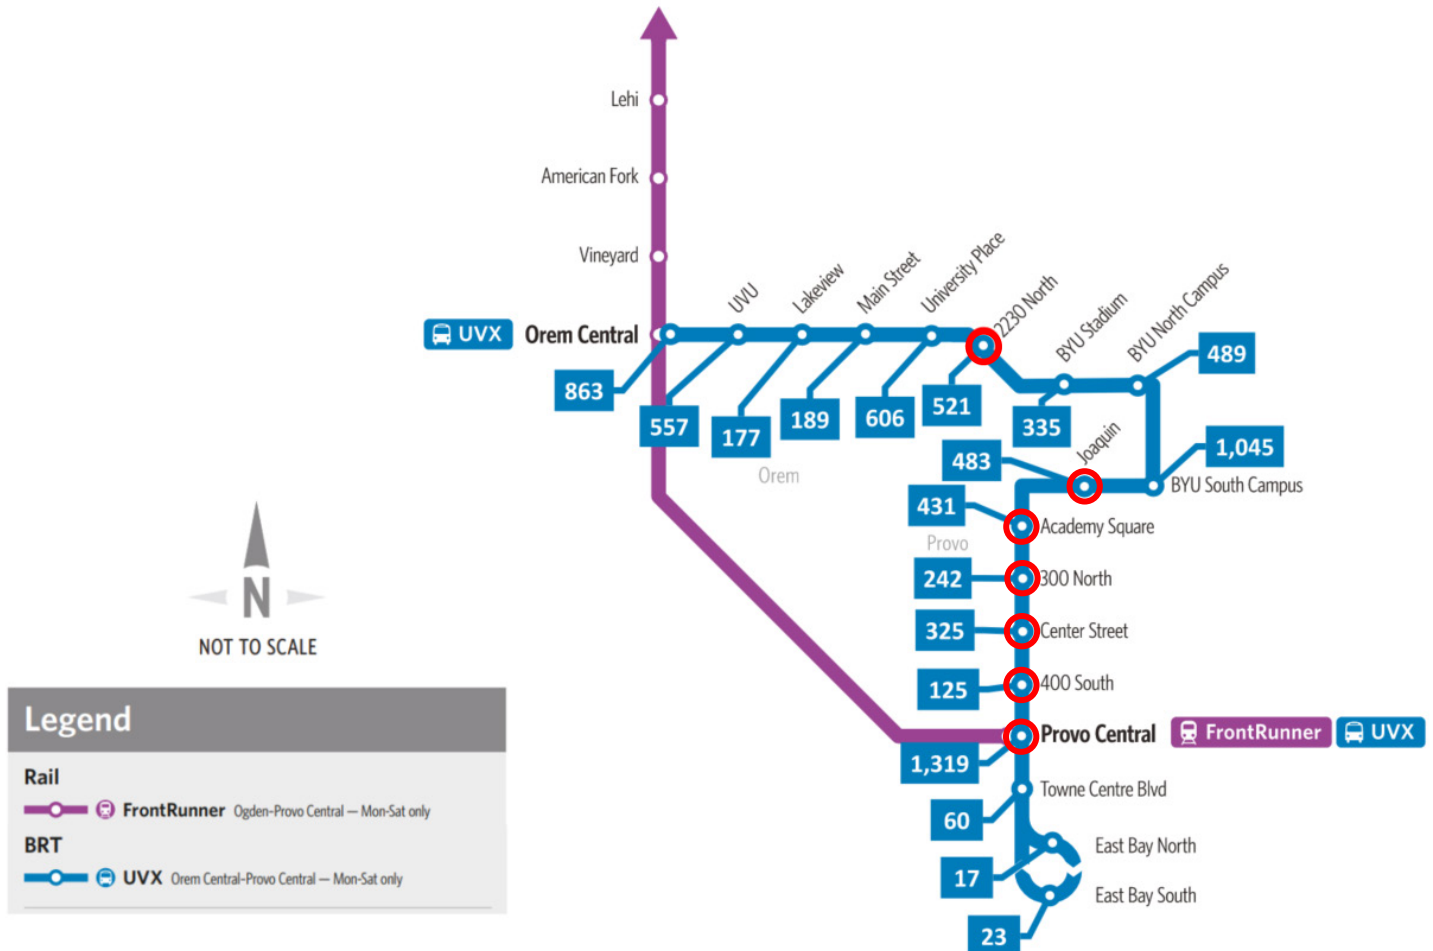 Lehi
American Fork
Vineyard
UVX
Orem Central
UVU
Lakeview
Main Street
University Place
2230 North
BYU Stadium
BYU North Campus
863
557
177
189
606
521
335
489
Orem
Joaquin
483
1,045
BYU South Campus
431
Academy Square
Provo
242
300 North
325
Center Street
125
400 South
Provo Central
FrontRunner
UVX
1,319
Towne Centre Blvd
60
East Bay North
17
East Bay South
23
N
NOT TO SCALE
Legend
Rail
FrontRunner Ogden-Provo Central — Mon-Sat only
BRT
UVX Orem Central-Provo Central — Mon-Sat only